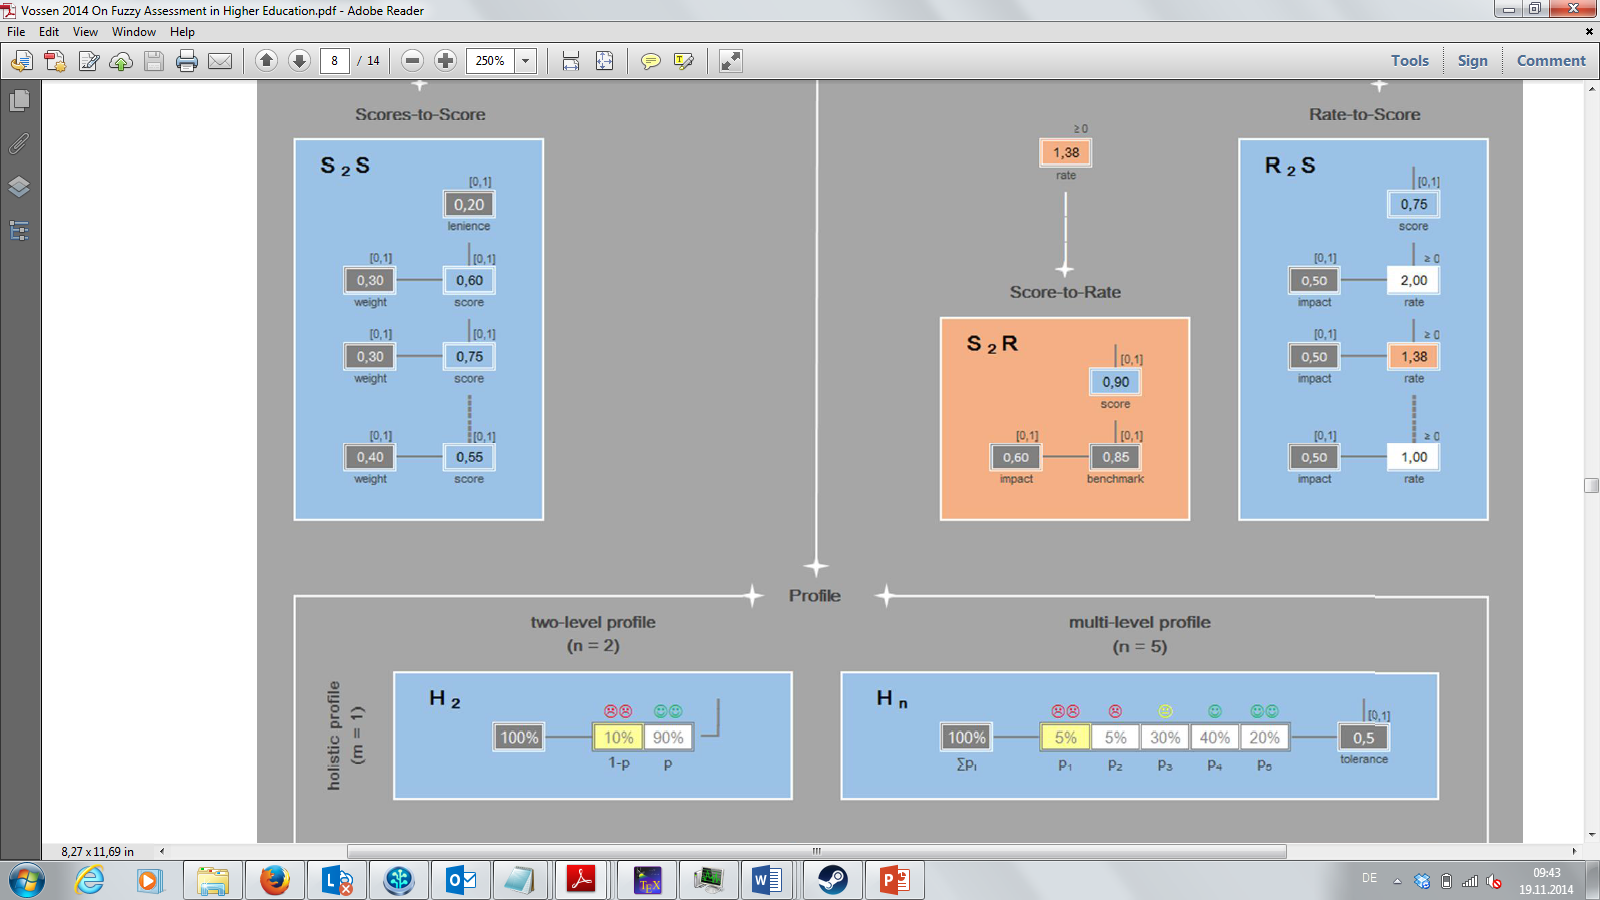 Vossen 2014 On Fuzzy Assessment in Higher Education.pdf - Adobe Reader
File Edit View Window Help
8 / 14 250% Tools Sign Comment
Scores-to-Score
S 2 S
[0,1]
0,20
lenience
[0,1] [0,1]
0,30 0,60
weight score
[0,1] [0,1]
0,30 0,75
weight score
[0,1] [0,1]
0,40 0,55
weight score
≥ 0
1,38
rate
Score-to-Rate
S 2 R
[0,1]
0,90
score
[0,1] [0,1]
0,60 0,85
impact benchmark
Rate-to-Score
R 2 S
[0,1]
0,75
score
[0,1] ≥ 0
0,50 2,00
impact rate
[0,1] ≥ 0
0,50 1,38
impact rate
[0,1] ≥ 0
0,50 1,00
impact rate
Profile
two-level profile
(n = 2)
multi-level profile
(n = 5)
holistic profile
(m = 1)
H 2
100% 10% 90%
1-p p
H n
[0,1]
100% 5% 5% 30% 40% 20% 0,5
∑pᵢ p₁ p₂ p₃ p₄ p₅ tolerance
8,27 x 11,69 in
DE
09:43
19.11.2014